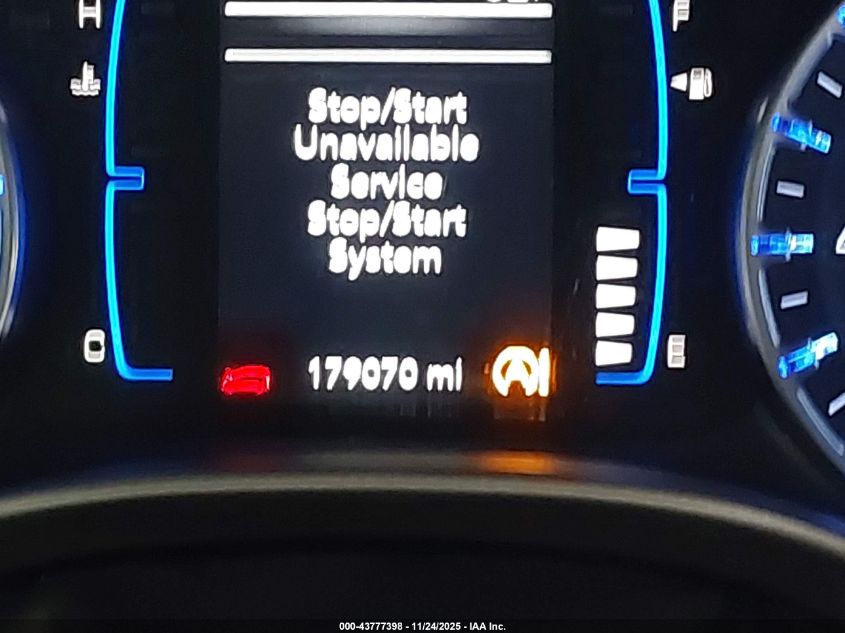 H
F
Stop/Start
Unavailable
Service
Stop/Start
System
179070 mi
A
C
E
000-43777398 - 11/24/2025 - IAA Inc.